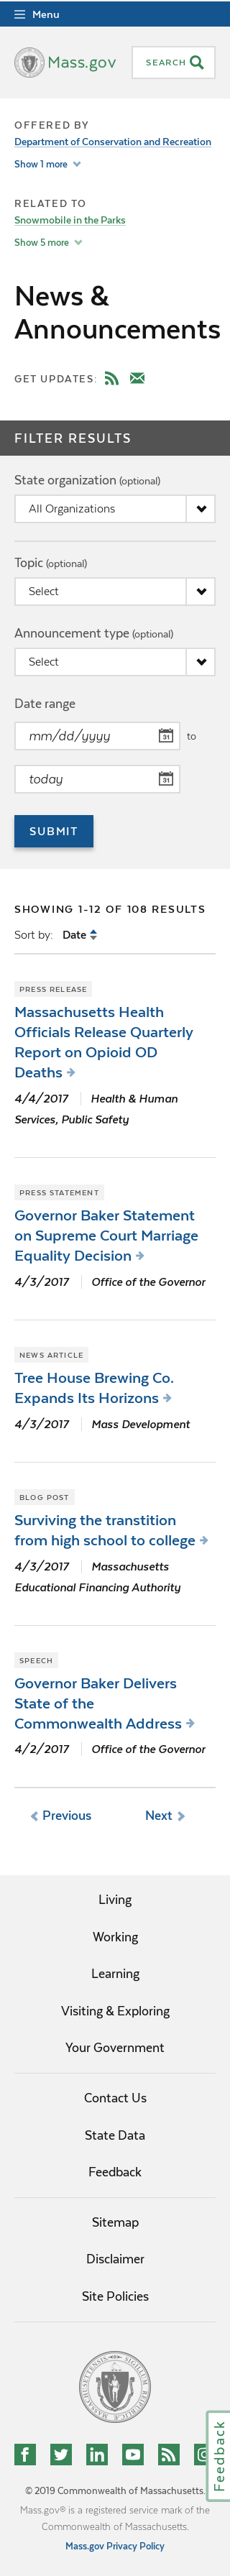 Menu
Mass.gov
SEARCH
OFFERED BY
Department of Conservation and Recreation
Show 1 more
RELATED TO
Snowmobile in the Parks
Show 5 more
News &
Announcements
GET UPDATES:
FILTER RESULTS
State organization (optional)
All Organizations
Topic (optional)
Select
Announcement type (optional)
Select
Date range
mm/dd/yyyy
31
to
today
31
SUBMIT
SHOWING 1-12 OF 108 RESULTS
Sort by: Date
PRESS RELEASE
Massachusetts Health
Officials Release Quarterly
Report on Opioid OD
Deaths
4/4/2017 Health & Human
Services, Public Safety
PRESS STATEMENT
Governor Baker Statement
on Supreme Court Marriage
Equality Decision
4/3/2017 Office of the Governor
NEWS ARTICLE
Tree House Brewing Co.
Expands Its Horizons
4/3/2017 Mass Development
BLOG POST
Surviving the transtition
from high school to college
4/3/2017 Massachusetts
Educational Financing Authority
SPEECH
Governor Baker Delivers
State of the
Commonwealth Address
4/2/2017 Office of the Governor
Previous Next
Living
Working
Learning
Visiting & Exploring
Your Government
Contact Us
State Data
Feedback
Sitemap
Disclaimer
Site Policies
Feedback
© 2019 Commonwealth of Massachusetts.
Mass.gov® is a registered service mark of the
Commonwealth of Massachusetts.
Mass.gov Privacy Policy